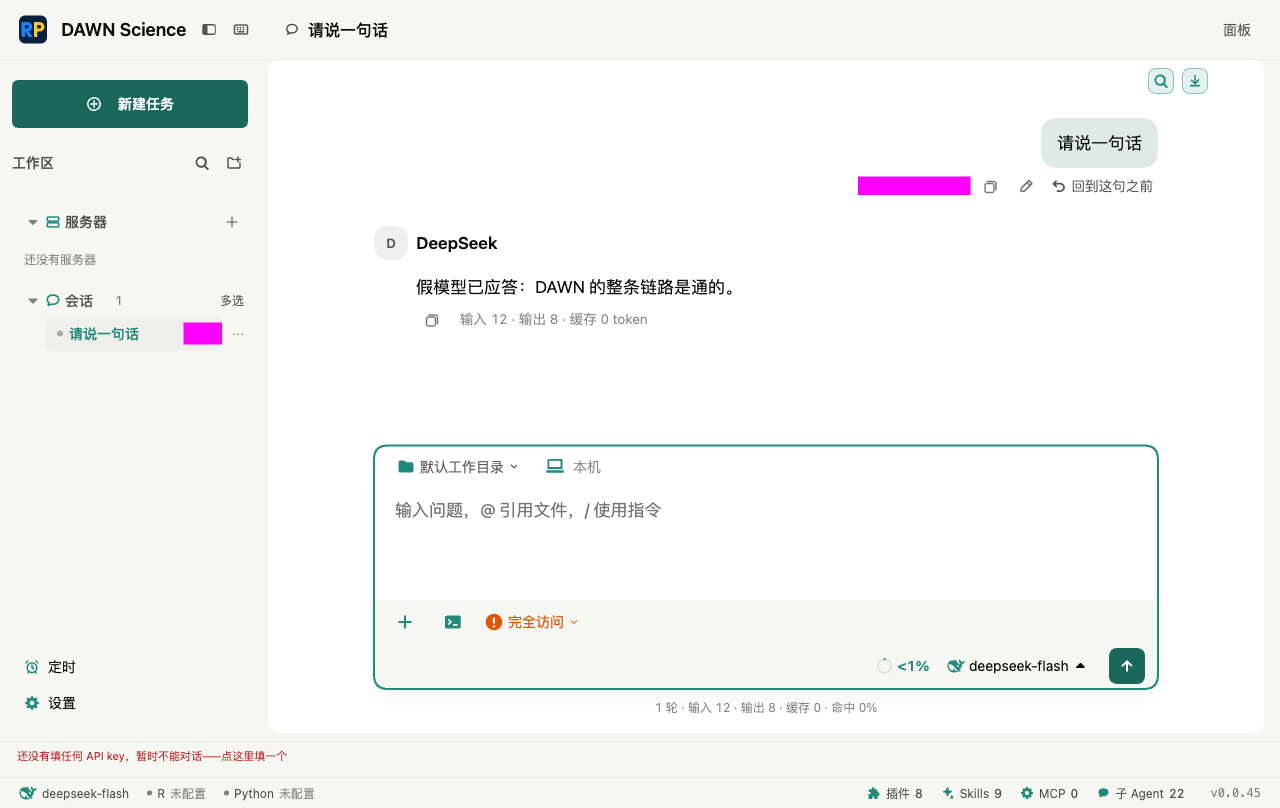 RP DAWN Science
请说一句话
面板
新建任务
工作区
服务器
还没有服务器
会话 1 多选
请说一句话 ...
定时
设置
请说一句话
回到这句之前
D DeepSeek
假模型已应答：DAWN 的整条链路是通的。
输入 12 · 输出 8 · 缓存 0 token
默认工作目录 本机
输入问题，@ 引用文件，/ 使用指令
完全访问
<1% deepseek-flash
1 轮 · 输入 12 · 输出 8 · 缓存 0 · 命中 0%
还没有填任何 API key，暂时不能对话——点这里填一个
deepseek-flash R 未配置 Python 未配置 插件 8 Skills 9 MCP 0 子 Agent 22 v0.0.45